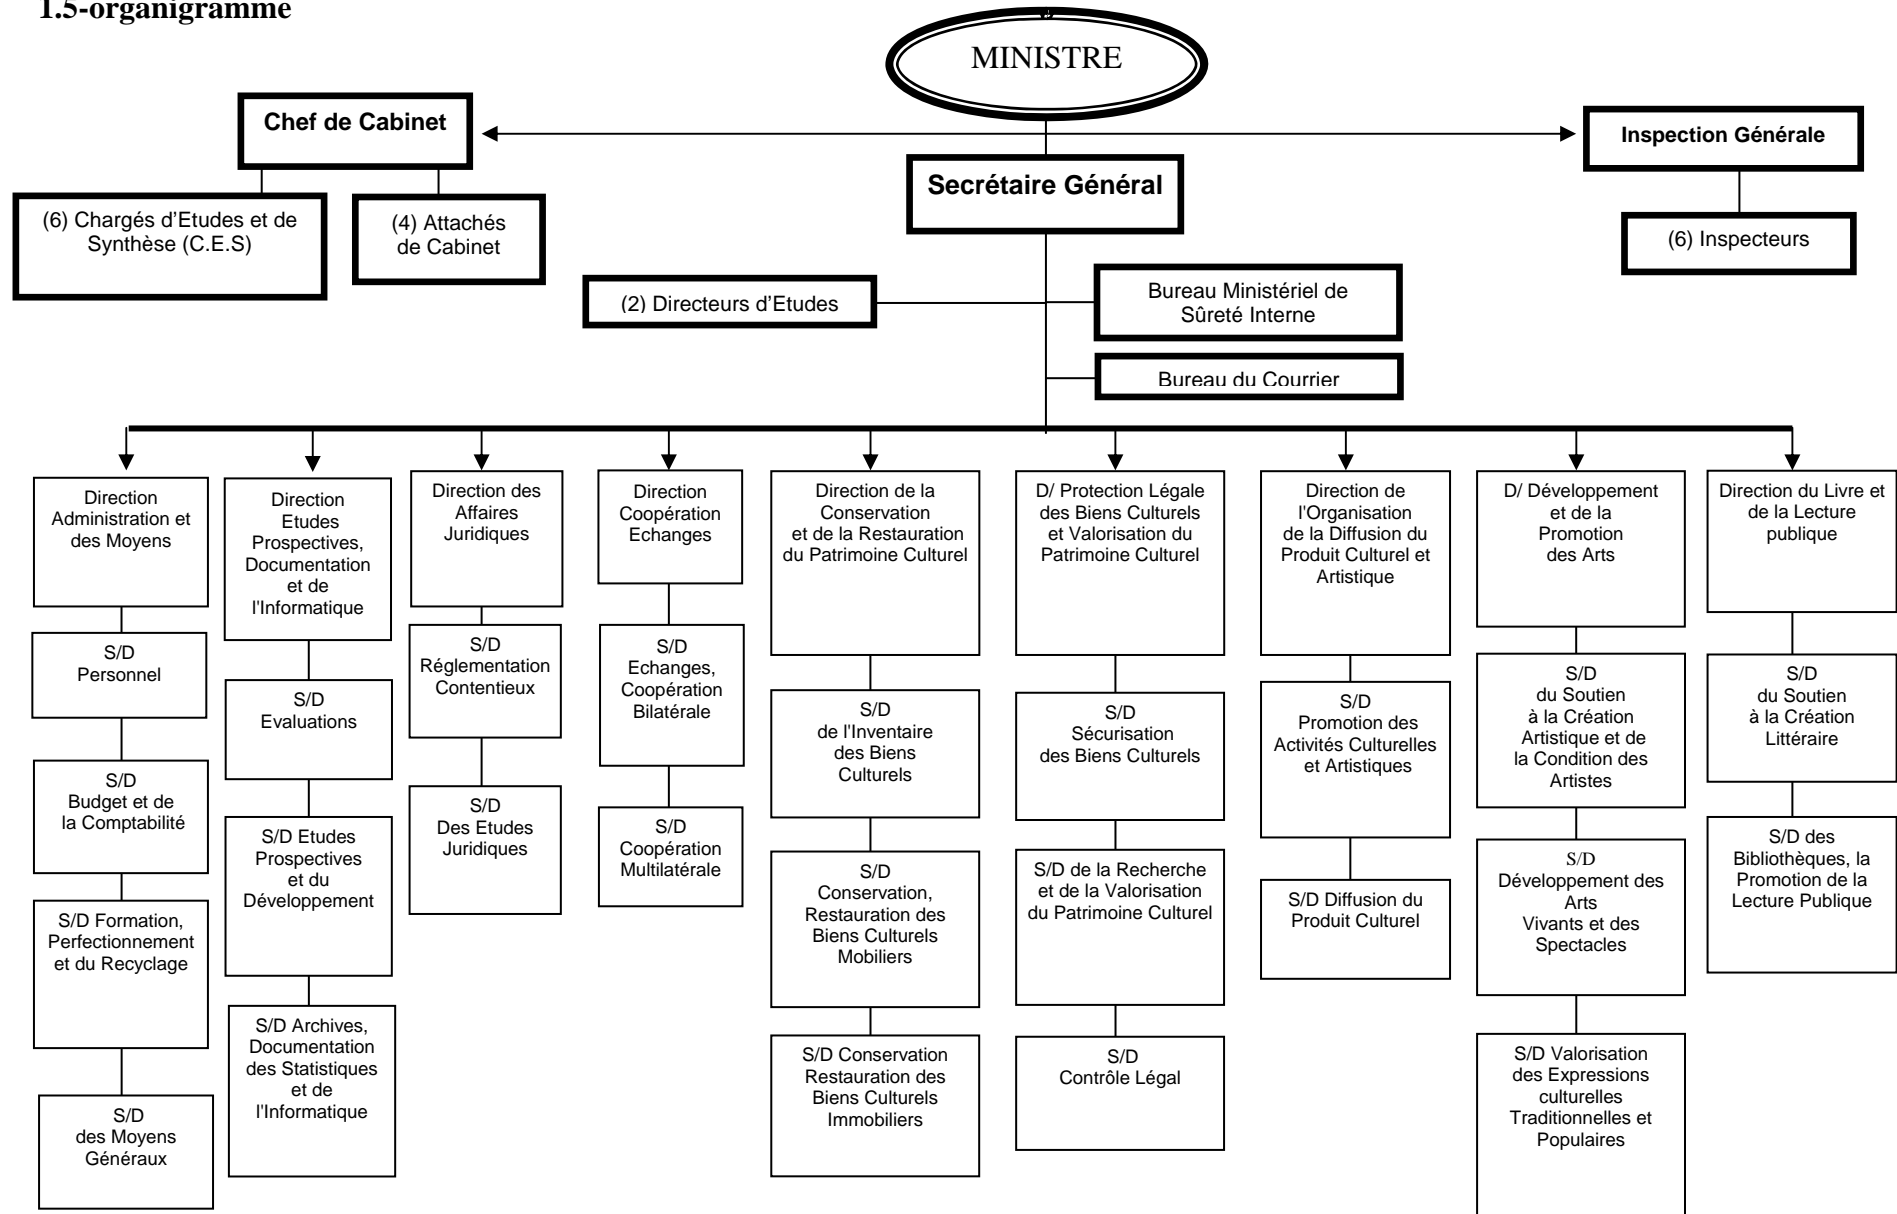 1.5-organigramme
MINISTRE
Chef de Cabinet
Inspection Générale
Secrétaire Général
(6) Chargés d'Etudes et de
Synthèse (C.E.S)
(4) Attachés
de Cabinet
(6) Inspecteurs
(2) Directeurs d'Etudes
Bureau Ministériel de
Sûreté Interne
Bureau du Courrier
Direction
Administration et
des Moyens
S/D
Personnel
S/D
Budget et de
la Comptabilité
S/D Formation,
Perfectionnement
et du Recyclage
S/D
des Moyens
Généraux
Direction
Etudes
Prospectives,
Documentation
et de
l'Informatique
S/D
Evaluations
S/D Etudes
Prospectives
et du
Développement
S/D Archives,
Documentation
des Statistiques
et de
l'Informatique
Direction des
Affaires
Juridiques
S/D
Réglementation
Contentieux
S/D
Des Etudes
Juridiques
Direction
Coopération
Echanges
S/D
Echanges,
Coopération
Bilatérale
S/D
Coopération
Multilatérale
Direction de la
Conservation
et de la Restauration
du Patrimoine Culturel
S/D
de l'Inventaire
des Biens
Culturels
S/D
Conservation,
Restauration des
Biens Culturels
Mobiliers
S/D Conservation
Restauration des
Biens Culturels
Immobiliers
D/ Protection Légale
des Biens Culturels
et Valorisation du
Patrimoine Culturel
S/D
Sécurisation
des Biens Culturels
S/D de la Recherche
et de la Valorisation
du Patrimoine Culturel
S/D
Contrôle Légal
Direction de
l'Organisation
de la Diffusion du
Produit Culturel et
Artistique
S/D
Promotion des
Activités Culturelles
et Artistiques
S/D Diffusion du
Produit Culturel
D/ Développement
et de la
Promotion
des Arts
S/D
du Soutien
à la Création
Artistique et de
la Condition des
Artistes
S/D
Développement des
Arts
Vivants et des
Spectacles
S/D Valorisation
des Expressions
culturelles
Traditionnelles et
Populaires
Direction du Livre et
de la Lecture
publique
S/D
du Soutien
à la Création
Littéraire
S/D des
Bibliothèques, la
Promotion de la
Lecture Publique